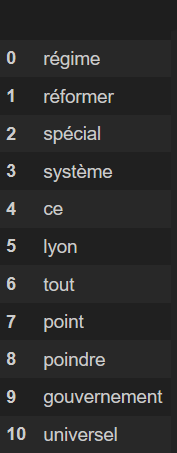 0 régime
1 réformer
2 spécial
3 système
4 ce
5 lyon
6 tout
7 point
8 poindre
9 gouvernement
10 universel